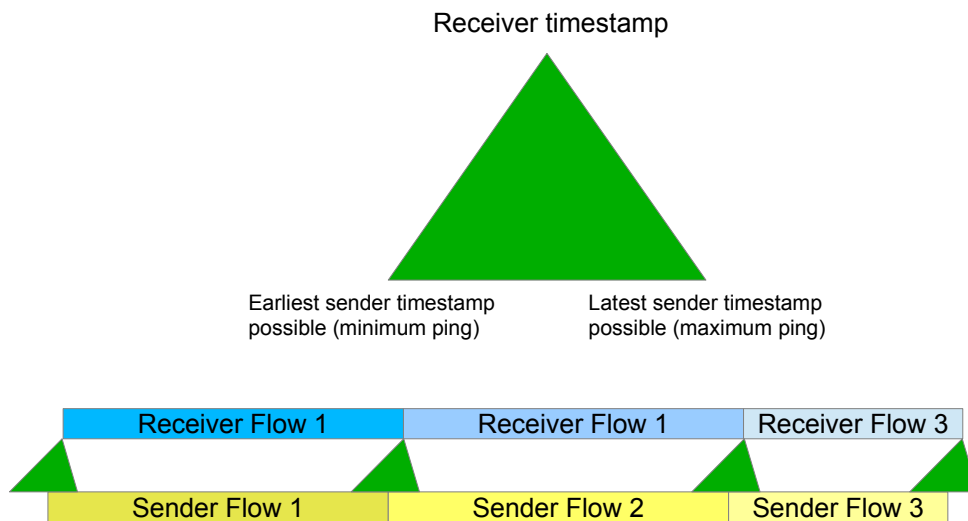 Receiver timestamp
Earliest sender timestamp
possible (minimum ping)
Latest sender timestamp
possible (maximum ping)
Receiver Flow 1
Receiver Flow 1
Receiver Flow 3
Sender Flow 1
Sender Flow 2
Sender Flow 3